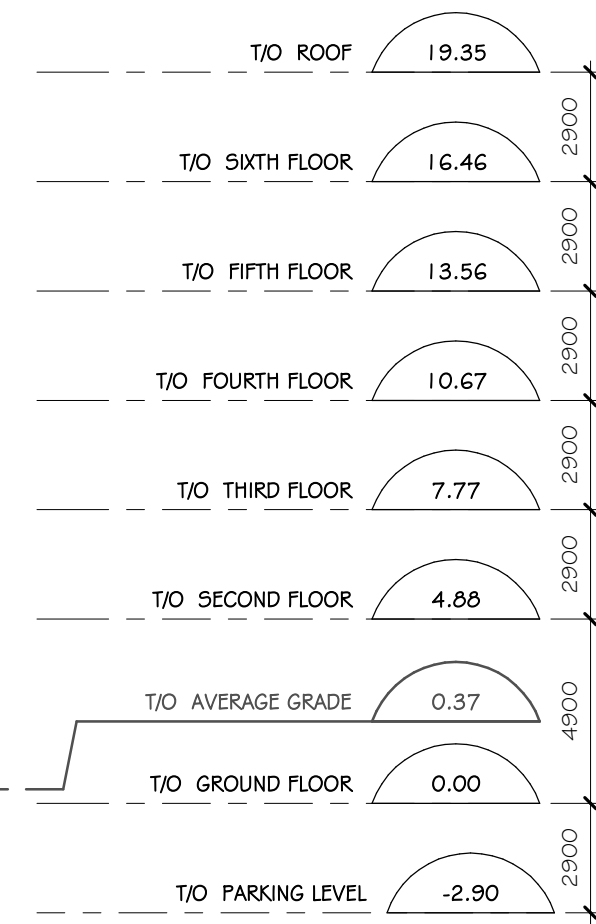 T/O ROOF 19.35
2900
T/O SIXTH FLOOR 16.46
2900
T/O FIFTH FLOOR 13.56
2900
T/O FOURTH FLOOR 10.67
2900
T/O THIRD FLOOR 7.77
2900
T/O SECOND FLOOR 4.88
4900
T/O AVERAGE GRADE 0.37
T/O GROUND FLOOR 0.00
2900
T/O PARKING LEVEL -2.90